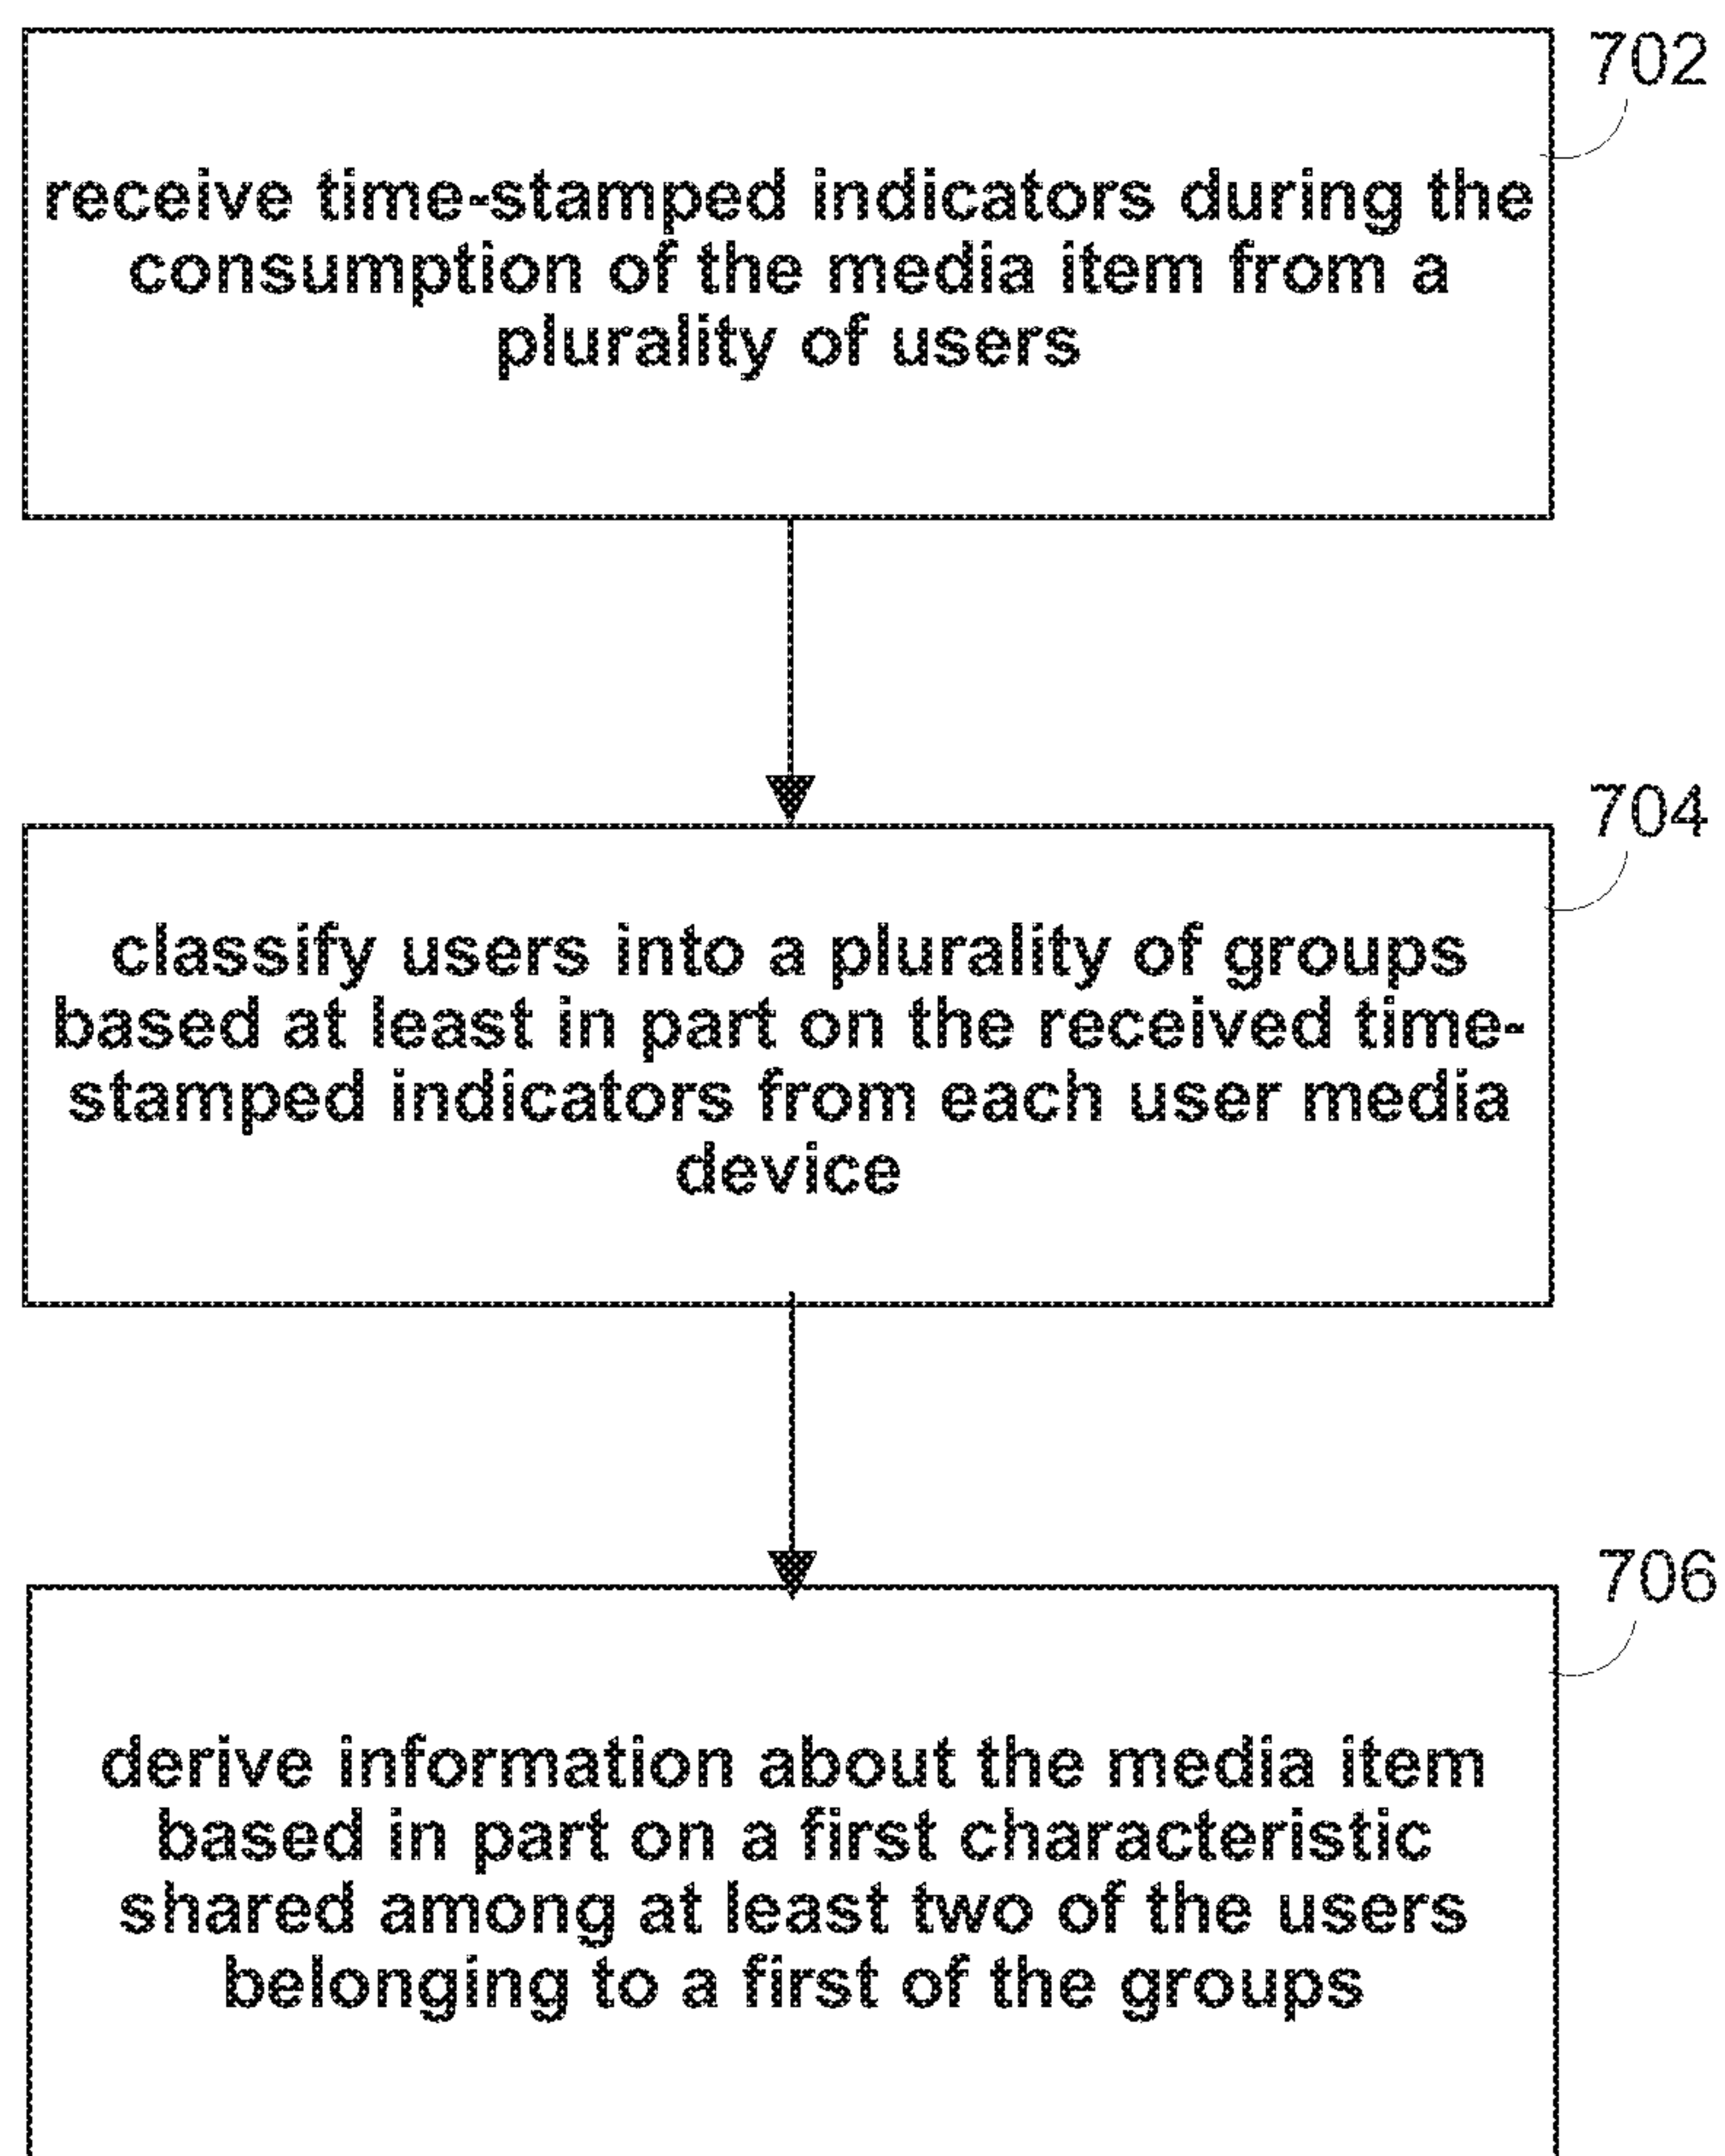 702
receive time-stamped indicators during the
consumption of the media item from a
plurality of users
704
classify users into a plurality of groups
based at least in part on the received time-
stamped indicators from each user media
device
706
derive information about the media item
based in part on a first characteristic
shared among at least two of the users
belonging to a first of the groups